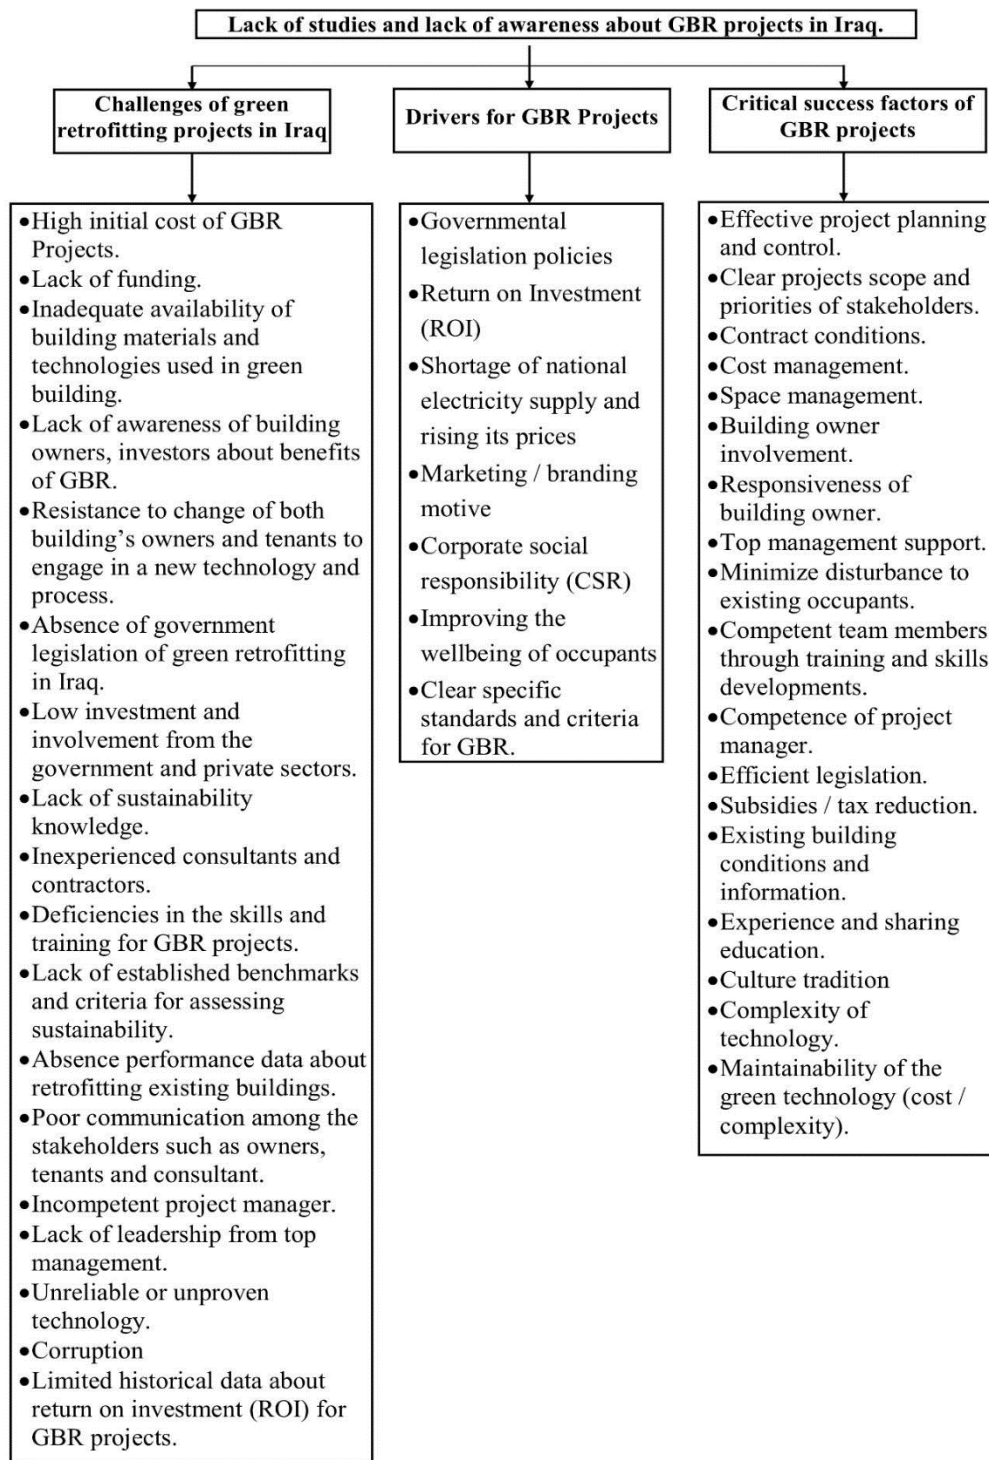 Lack of studies and lack of awareness about GBR projects in Iraq.
Challenges of green
retrofitting projects in Iraq
Drivers for GBR Projects
Critical success factors of
GBR projects
•High initial cost of GBR
Projects.
•Lack of funding.
•Inadequate availability of
building materials and
technologies used in green
building.
•Lack of awareness of building
owners, investors about benefits
of GBR.
•Resistance to change of both
building’s owners and tenants to
engage in a new technology and
process.
•Absence of government
legislation of green retrofitting
in Iraq.
•Low investment and
involvement from the
government and private sectors.
•Lack of sustainability
knowledge.
•Inexperienced consultants and
contractors.
•Deficiencies in the skills and
training for GBR projects.
•Lack of established benchmarks
and criteria for assessing
sustainability.
•Absence performance data about
retrofitting existing buildings.
•Poor communication among the
stakeholders such as owners,
tenants and consultant.
•Incompetent project manager.
•Lack of leadership from top
management.
•Unreliable or unproven
technology.
•Corruption
•Limited historical data about
return on investment (ROI) for
GBR projects.
•Governmental
legislation policies
•Return on Investment
(ROI)
•Shortage of national
electricity supply and
rising its prices
•Marketing / branding
motive
•Corporate social
responsibility (CSR)
•Improving the
wellbeing of occupants
•Clear specific
standards and criteria
for GBR.
•Effective project planning
and control.
•Clear projects scope and
priorities of stakeholders.
•Contract conditions.
•Cost management.
•Space management.
•Building owner
involvement.
•Responsiveness of
building owner.
•Top management support.
•Minimize disturbance to
existing occupants.
•Competent team members
through training and skills
developments.
•Competence of project
manager.
•Efficient legislation.
•Subsidies / tax reduction.
•Existing building
conditions and
information.
•Experience and sharing
education.
•Culture tradition
•Complexity of
technology.
•Maintainability of the
green technology (cost /
complexity).